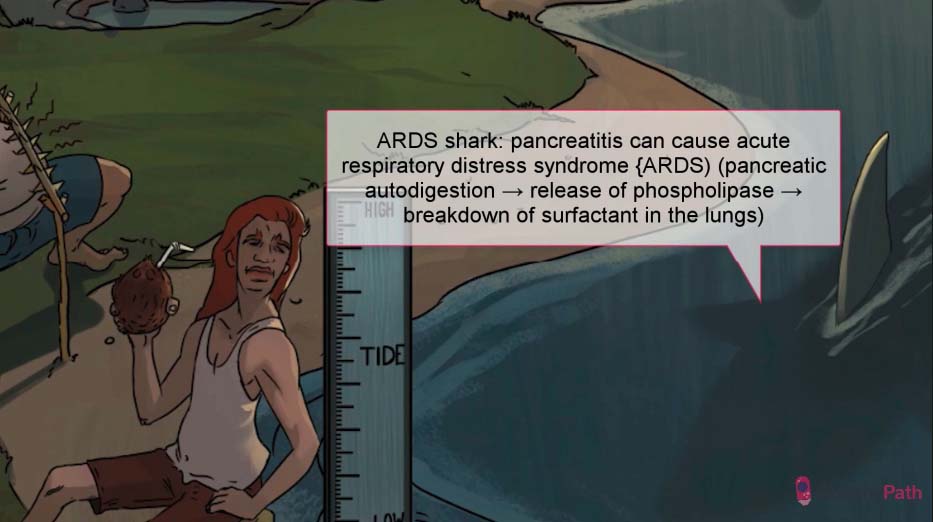 ARDS shark: pancreatitis can cause acute
respiratory distress syndrome {ARDS) (pancreatic
autodigestion → release of phospholipase →
breakdown of surfactant in the lungs)
HIGH
TIDE
LOW
Path